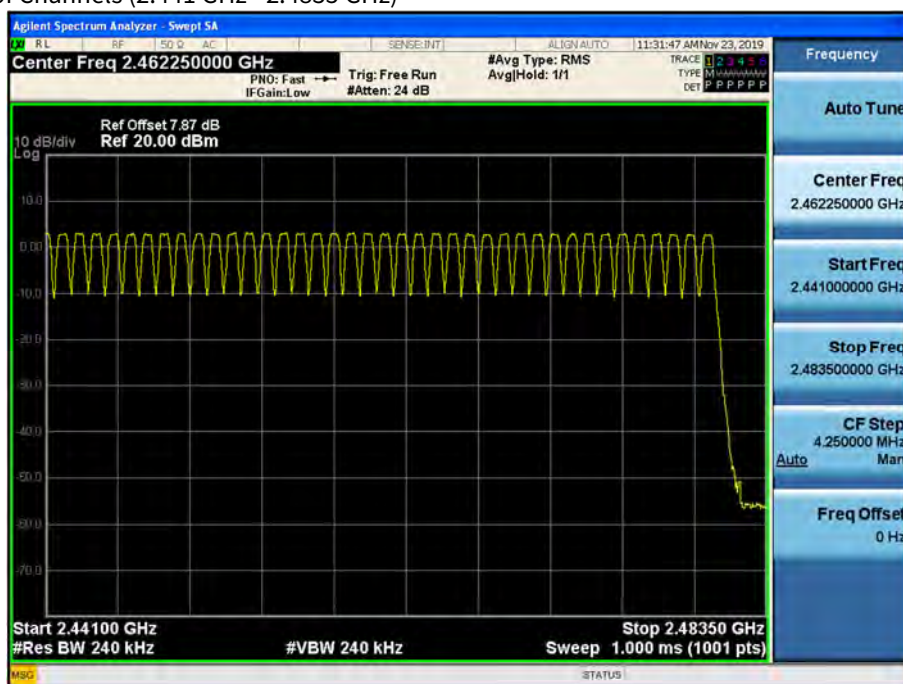 of Channels (2.441 GHz - 2.4835 GHz)
Agilent Spectrum Analyzer - Swept SA
LXI RL RF 50 Ω AC SENSE:INT ALIGN AUTO 11:31:47 AM Nov 23, 2019
Center Freq 2.462250000 GHz #Avg Type: RMS TRACE 1 2 3 4 5 6
PNO: Fast Trig: Free Run Avg|Hold: 1/1 TYPE M WWWWW
IFGain:Low #Atten: 24 dB DET P P P P P P
Frequency
Auto Tune
Center Freq
2.462250000 GHz
Start Freq
2.441000000 GHz
Stop Freq
2.483500000 GHz
CF Step
4.250000 MHz
Auto Man
Freq Offset
0 Hz
Ref Offset 7.87 dB
10 dB/div Ref 20.00 dBm
Log
10.0
0.00
-10.0
-20.0
-30.0
-40.0
-50.0
-60.0
-70.0
Start 2.44100 GHz Stop 2.48350 GHz
#Res BW 240 kHz #VBW 240 kHz Sweep 1.000 ms (1001 pts)
MSG STATUS